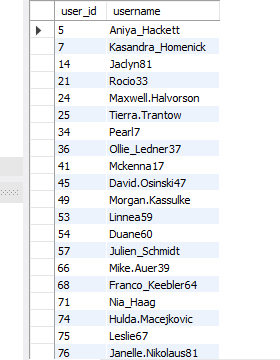 user_id username
5 Aniya_Hackett
7 Kasandra_Homenick
14 Jaclyn81
21 Rocio33
24 Maxwell.Halvorson
25 Tierra.Trantow
34 Pearl7
36 Ollie_Ledner37
41 Mckenna17
45 David.Osinski47
49 Morgan.Kassulke
53 Linnea59
54 Duane60
57 Julien_Schmidt
66 Mike.Auer39
68 Franco_Keebler64
71 Nia_Haag
74 Hulda.Macejkovic
75 Leslie67
76 Janelle.Nikolaus81